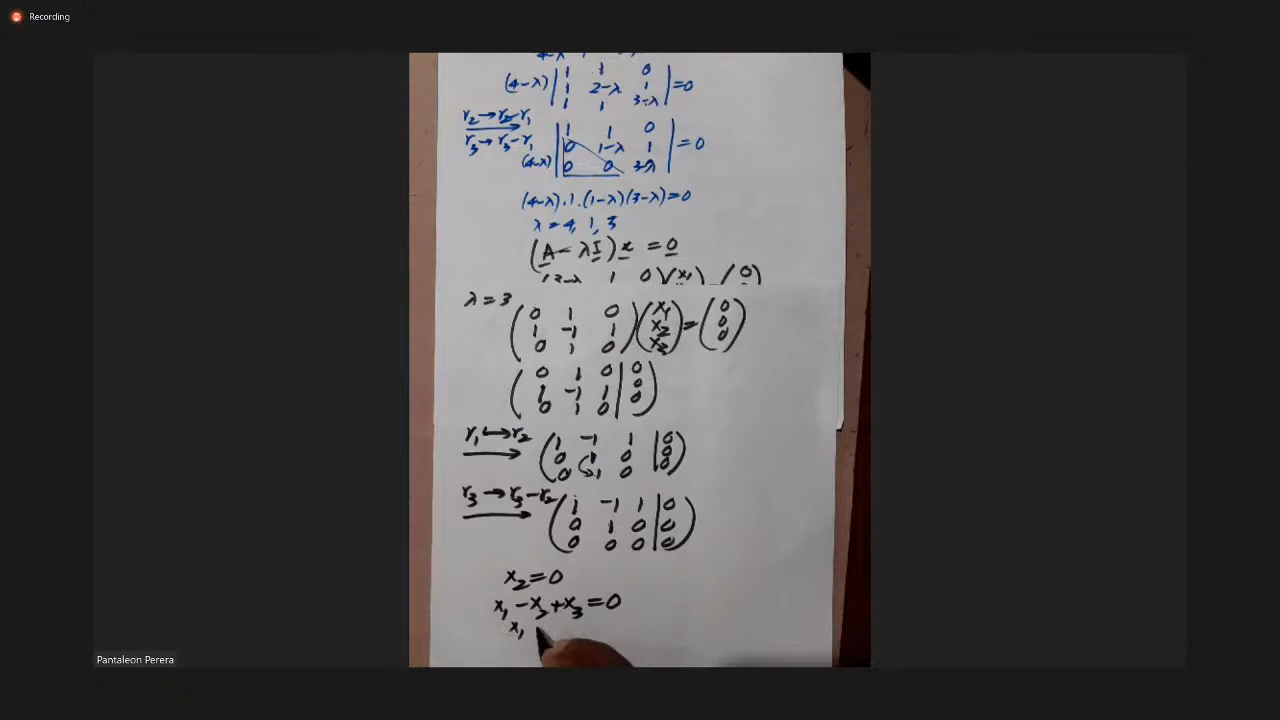 Recording
(4-λ) | 1 1 0 |
| 1 2-λ 1 | = 0
| 1 1 3-λ |
r₂ → r₂-r₁
r₃ → r₃-r₁
(4-λ) | 1 1 0 |
| 0 1-λ 1 | = 0
| 0 0 3-λ |
(4-λ).1.(1-λ)(3-λ)=0
λ = 4, 1, 3
(A - λI) x = 0
2-λ 1 0 ) ( x₁ ) ( 0 )
λ = 3
( 0 1 0 ) ( x₁ ) ( 0 )
( 1 -1 1 ) ( x₂ ) = ( 0 )
( 0 1 0 ) ( x₃ ) ( 0 )
( 0 1 0 | 0 )
( 1 -1 1 | 0 )
( 0 1 0 | 0 )
r₁ ↔ r₂
( 1 -1 1 | 0 )
( 0 1 0 | 0 )
( 0 1 0 | 0 )
r₃ → r₃-r₂
( 1 -1 1 | 0 )
( 0 1 0 | 0 )
( 0 0 0 | 0 )
x₂ = 0
x₁ - x₂ + x₃ = 0
x₁
Pantaleon Perera